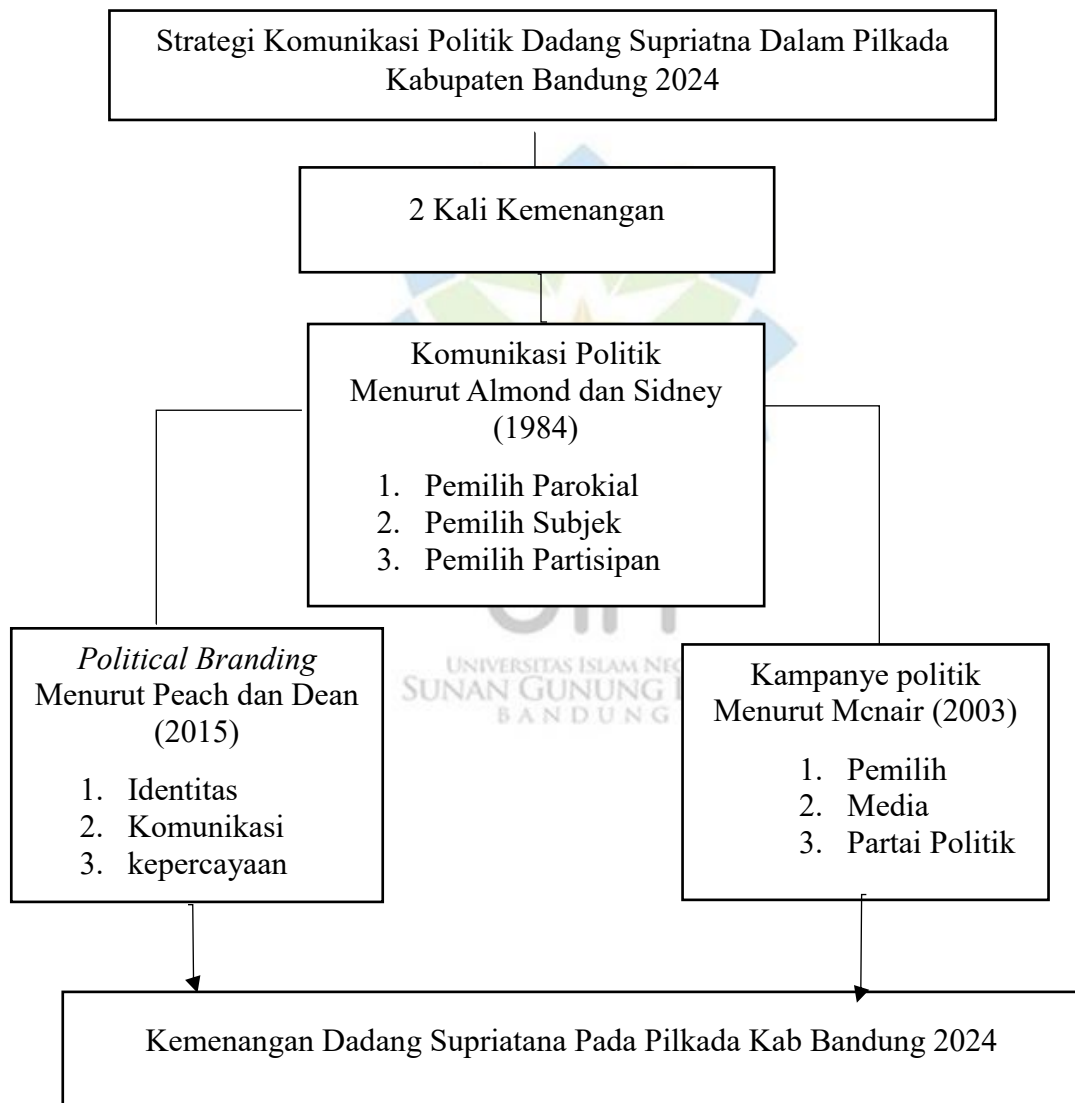 Strategi Komunikasi Politik Dadang Supriatna Dalam Pilkada
Kabupaten Bandung 2024
2 Kali Kemenangan
Komunikasi Politik
Menurut Almond dan Sidney
(1984)
1. Pemilih Parokial
2. Pemilih Subjek
3. Pemilih Partisipan
Political Branding
Menurut Peach dan Dean
(2015)
1. Identitas
2. Komunikasi
3. kepercayaan
UNIVERSITAS ISLAM
SUNAN GUNUNG
BANDUNG
Kampanye politik
Menurut Mcnair (2003)
1. Pemilih
2. Media
3. Partai Politik
Kemenangan Dadang Supriatana Pada Pilkada Kab Bandung 2024